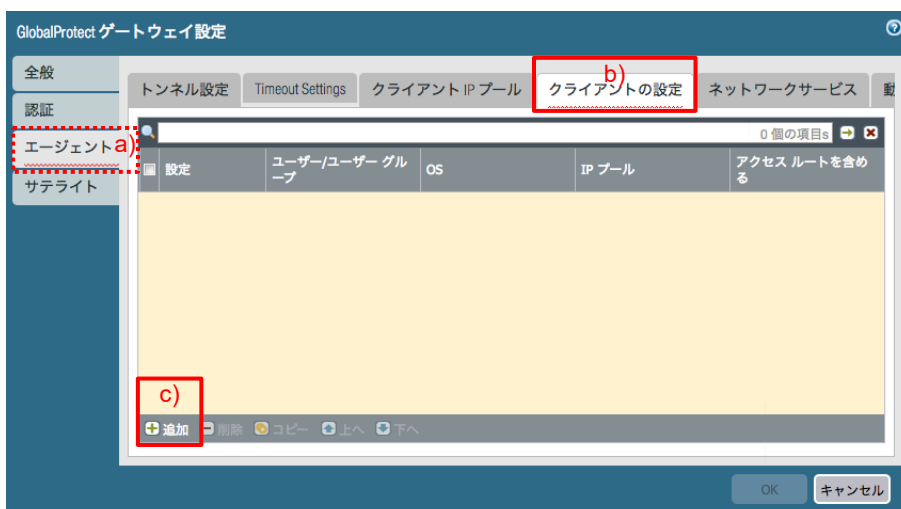 GlobalProtect ゲートウェイ設定
全般
認証
エージェント
サテライト
a)
b)
トンネル設定
Timeout Settings
クライアント IP プール
クライアントの設定
ネットワークサービス
動
0 個の項目s
設定
ユーザー/ユーザー グル
ープ
OS
IP プール
アクセス ルートを含め
る
c)
追加
削除
コピー
上へ
下へ
OK
キャンセル